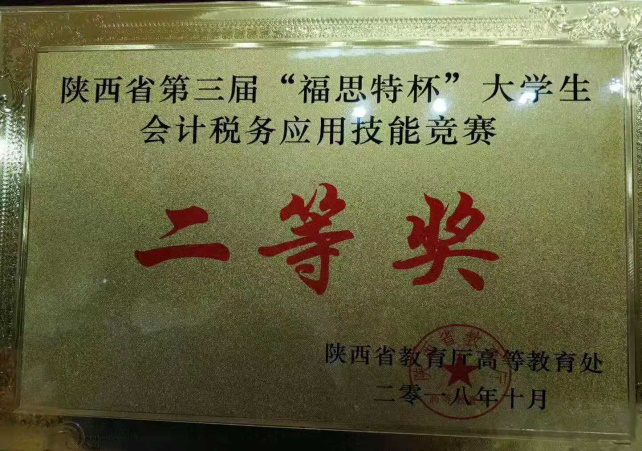 陕西省第三届“福思特杯”大学生
会计税务应用技能竞赛
二等奖
陕西省教育厅高等教育处
二零一八年十月